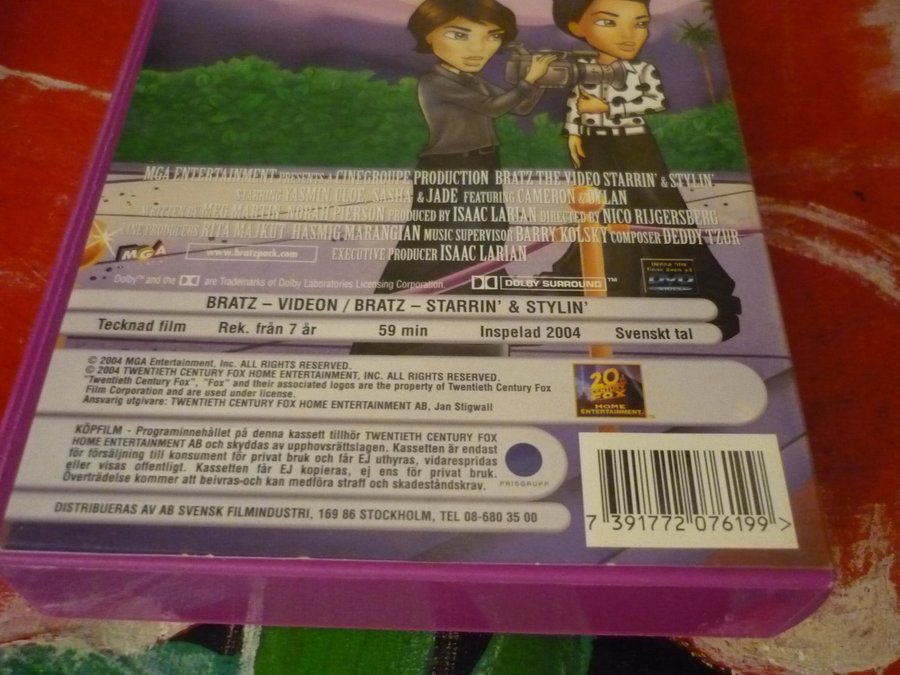 MGA ENTERTAINMENT PRESENTS A CINEGROUPE PRODUCTION BRATZ THE VIDEO STARRIN' & STYLIN'
STARRING YASMIN CLOE, SASHA & JADE FEATURING CAMERON & DYLAN
WRITTEN BY MEG MARTIN NORAH PIERSON PRODUCED BY ISAAC LARIAN DIRECTED BY NICO RIJGERSBERG
LINE PRODUCERS RITA MAJKUT HASMIG MARANGIAN MUSIC SUPERVISOR BARRY KOLSKY COMPOSER DEDDY TZUR
EXECUTIVE PRODUCER ISAAC LARIAN
MGA
www.bratzpack.com
DVD
Dolby™ and the are Trademarks of Dolby Laboratories Licensing Corporation.
DOLBY SURROUND™
BRATZ – VIDEON / BRATZ – STARRIN' & STYLIN'
Tecknad film Rek. från 7 år 59 min Inspelad 2004 Svenskt tal
© 2004 MGA Entertainment, Inc. ALL RIGHTS RESERVED.
© 2004 TWENTIETH CENTURY FOX HOME ENTERTAINMENT, INC. ALL RIGHTS RESERVED.
"Twentieth Century Fox", "Fox" and their associated logos are the property of Twentieth Century Fox
Film Corporation and are used under license.
Ansvarig utgivare: TWENTIETH CENTURY FOX HOME ENTERTAINMENT AB, Jan Stigwall
20
CENTURY
FOX
HOME
ENTERTAINMENT
KÖPFILM - Programinnehållet på denna kassett tillhör TWENTIETH CENTURY FOX
HOME ENTERTAINMENT AB och skyddas av upphovsrättslagen. Kassetten är endast
för försäljning till konsument för privat bruk och får EJ uthyras, vidarespridas
eller visas offentligt. Kassetten får EJ kopieras, ej ens för privat bruk.
Överträdelse kommer att beivras-och kan medföra straff och skadeståndskrav.
PRISGRUPP
DISTRIBUERAS AV AB SVENSK FILMINDUSTRI, 169 86 STOCKHOLM, TEL 08-680 35 00
7 391772 076199 >